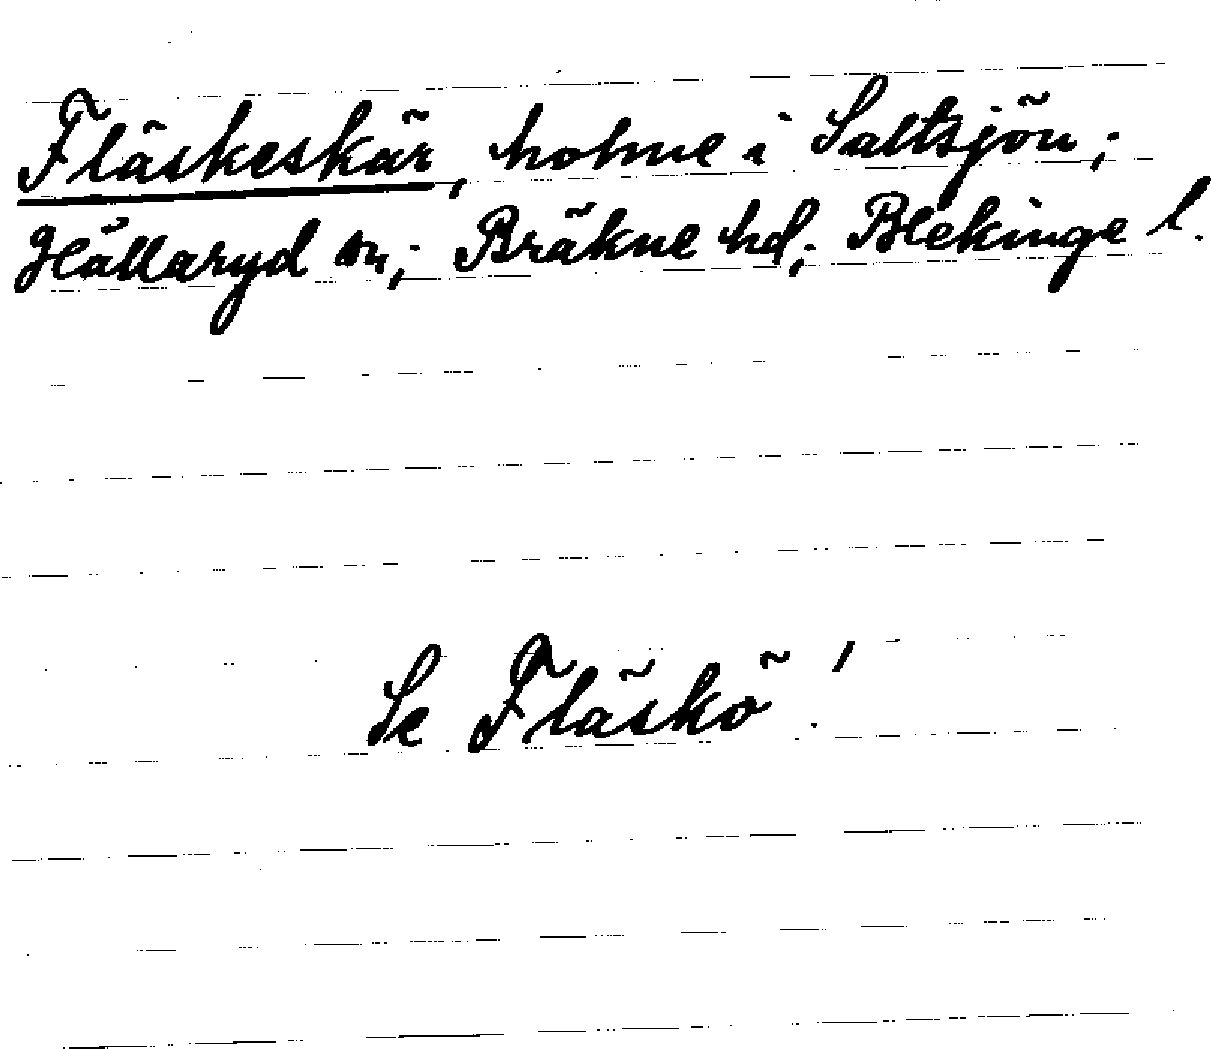 Fläskeskär, holme i Saltsjön;
Hällaryd sn; Bräkne hd; Blekinge l.
Se Fläskö!